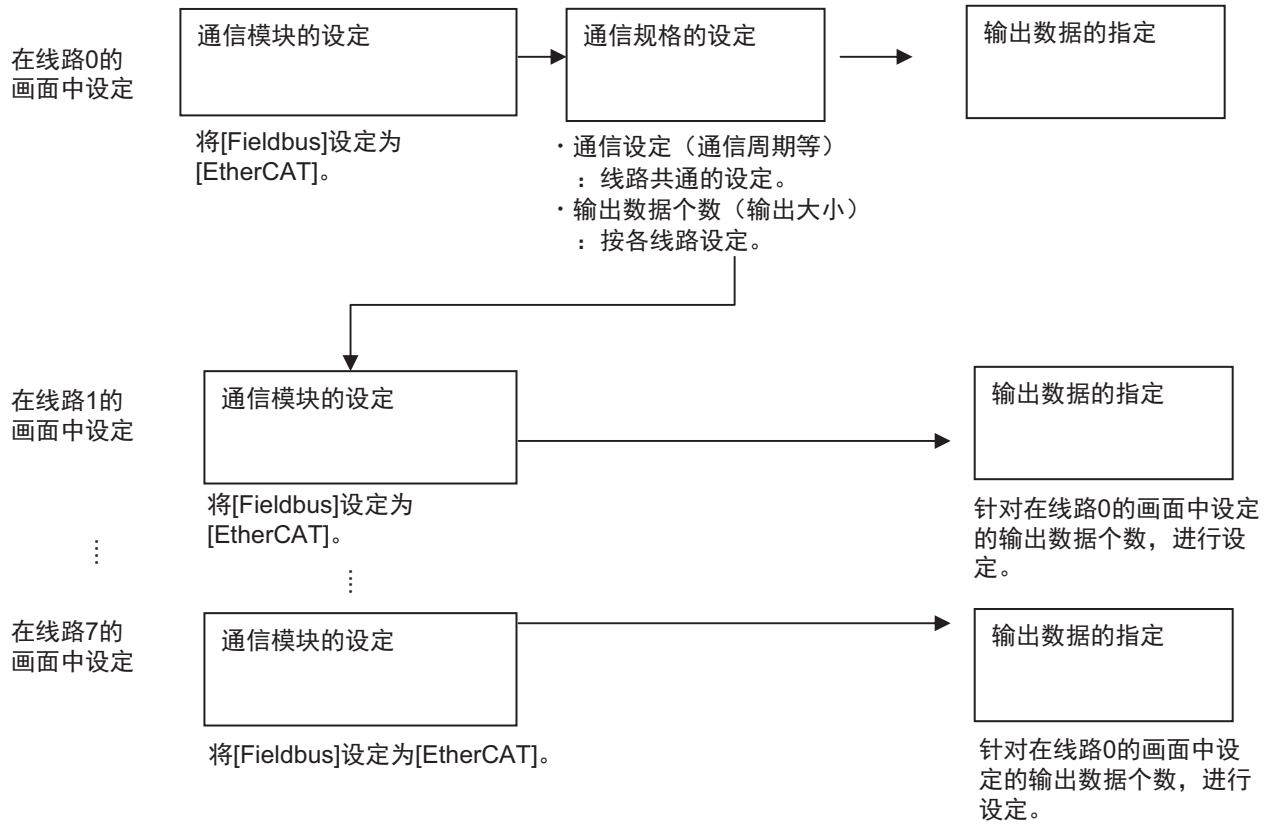 在线路0的
画面中设定
通信模块的设定
将[Fieldbus]设定为
[EtherCAT]。
通信规格的设定
・通信设定（通信周期等）
：线路共通的设定。
・输出数据个数（输出大小）
：按各线路设定。
输出数据的指定
在线路1的
画面中设定
通信模块的设定
将[Fieldbus]设定为
[EtherCAT]。
输出数据的指定
针对在线路0的画面中设定
的输出数据个数，进行设
定。
⋮
⋮
在线路7的
画面中设定
通信模块的设定
将[Fieldbus]设定为[EtherCAT]。
输出数据的指定
针对在线路0的画面中设
定的输出数据个数，进行
设定。